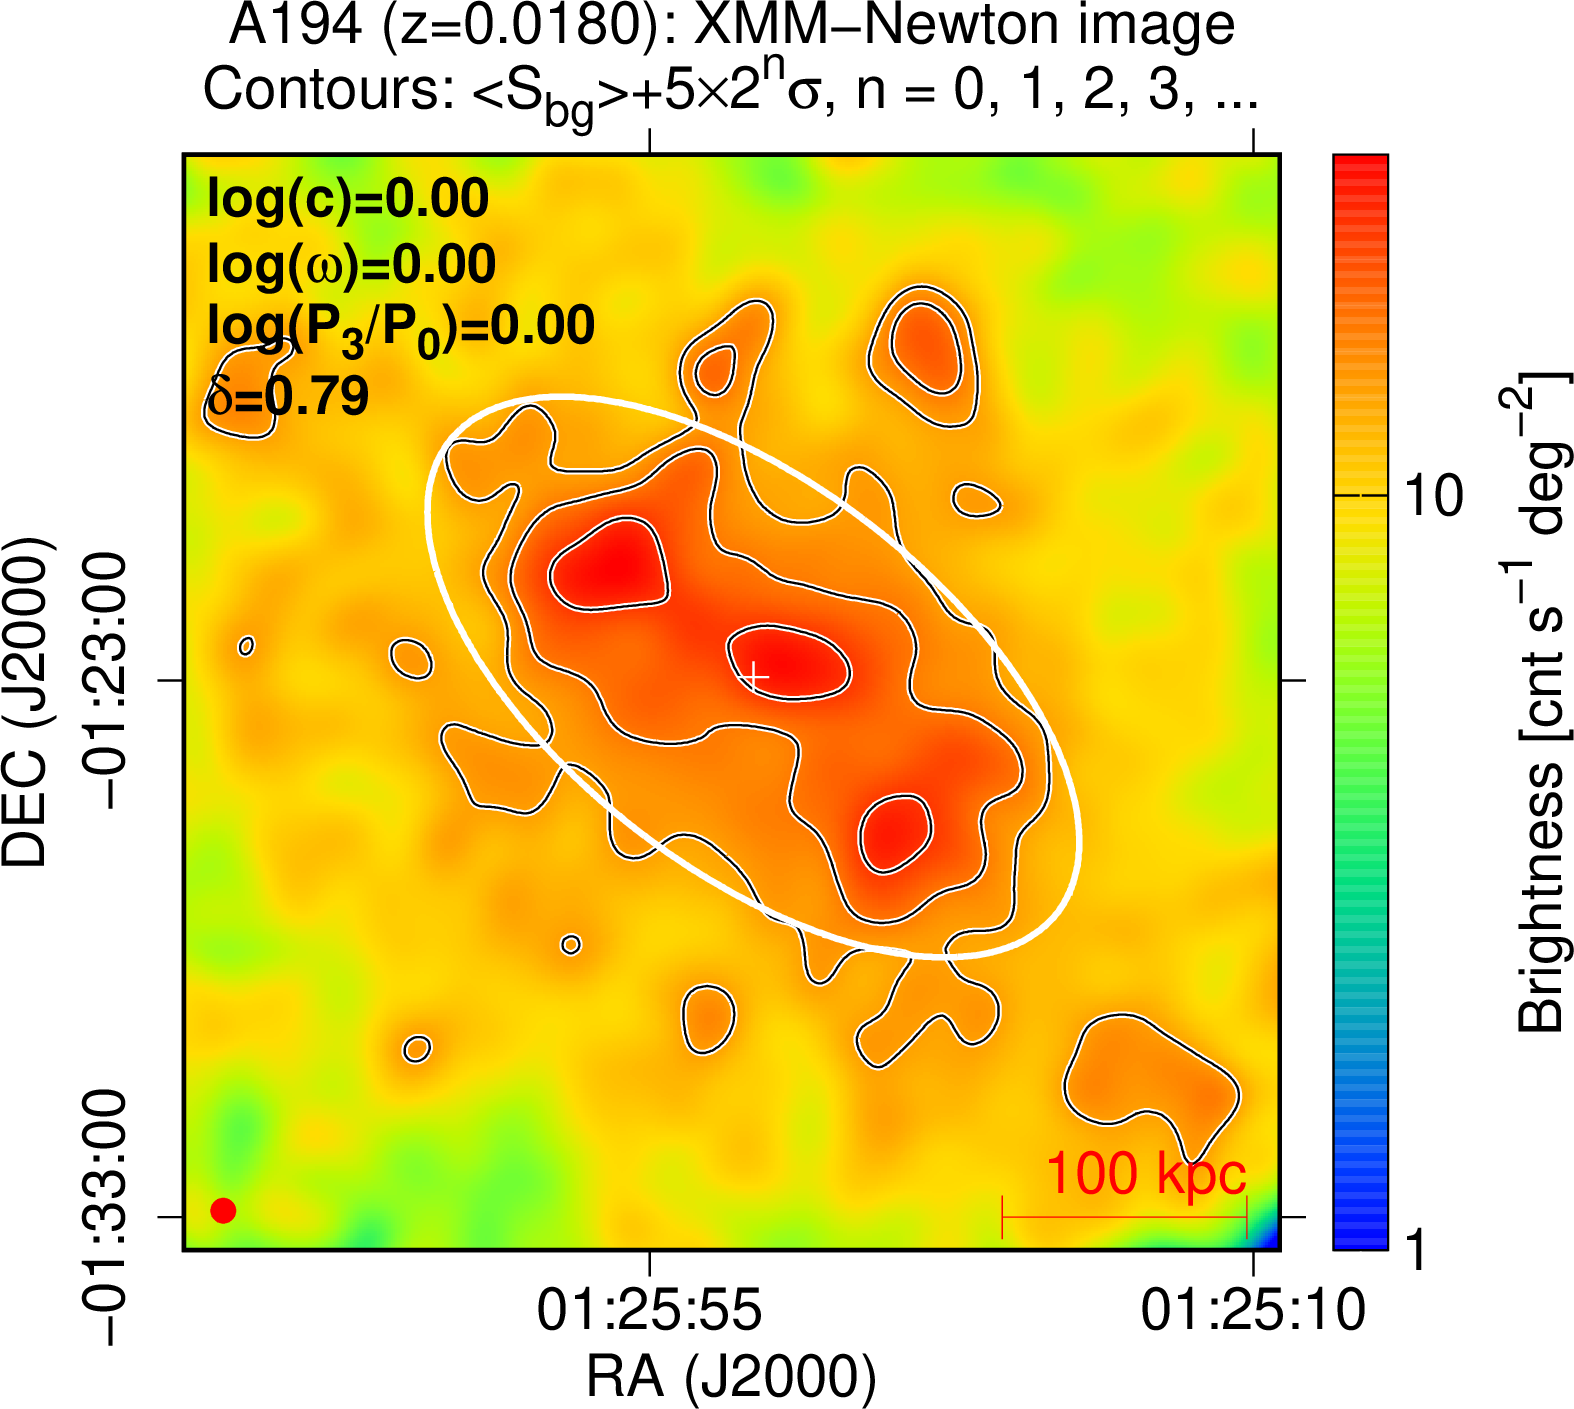 A194 (z=0.0180): XMM−Newton image
Contours: <S_bg>+5×2^n σ, n = 0, 1, 2, 3, ...
log(c)=0.00
log(ω)=0.00
log(P_3/P_0)=0.00
δ=0.79
DEC (J2000)
−01:23:00
−01:33:00
100 kpc
01:25:55
01:25:10
RA (J2000)
10
1
Brightness [cnt s^−1 deg^−2]